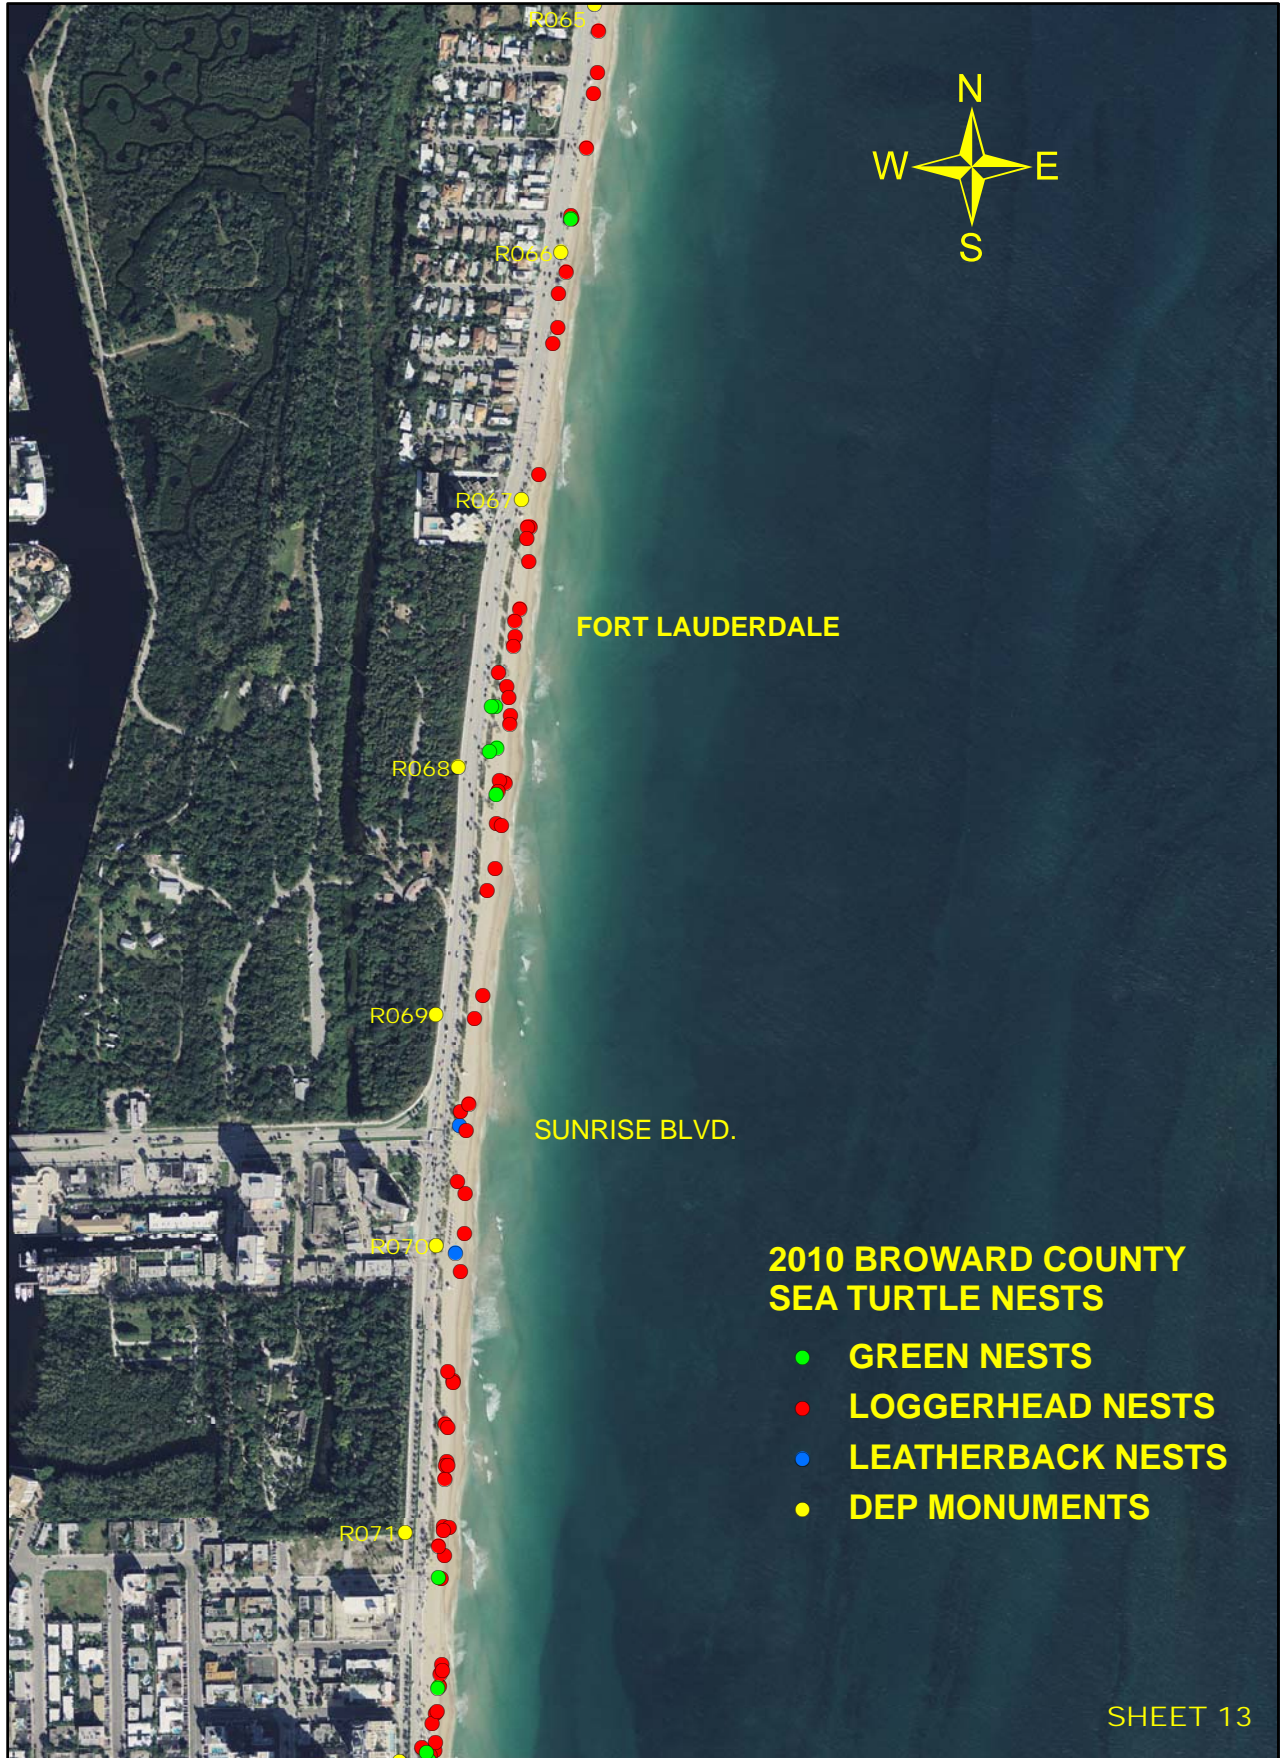 R065
N
W E
S
R066
R067
FORT LAUDERDALE
R068
R069
SUNRISE BLVD.
R070
2010 BROWARD COUNTY
SEA TURTLE NESTS
GREEN NESTS
LOGGERHEAD NESTS
LEATHERBACK NESTS
DEP MONUMENTS
R071
SHEET 13